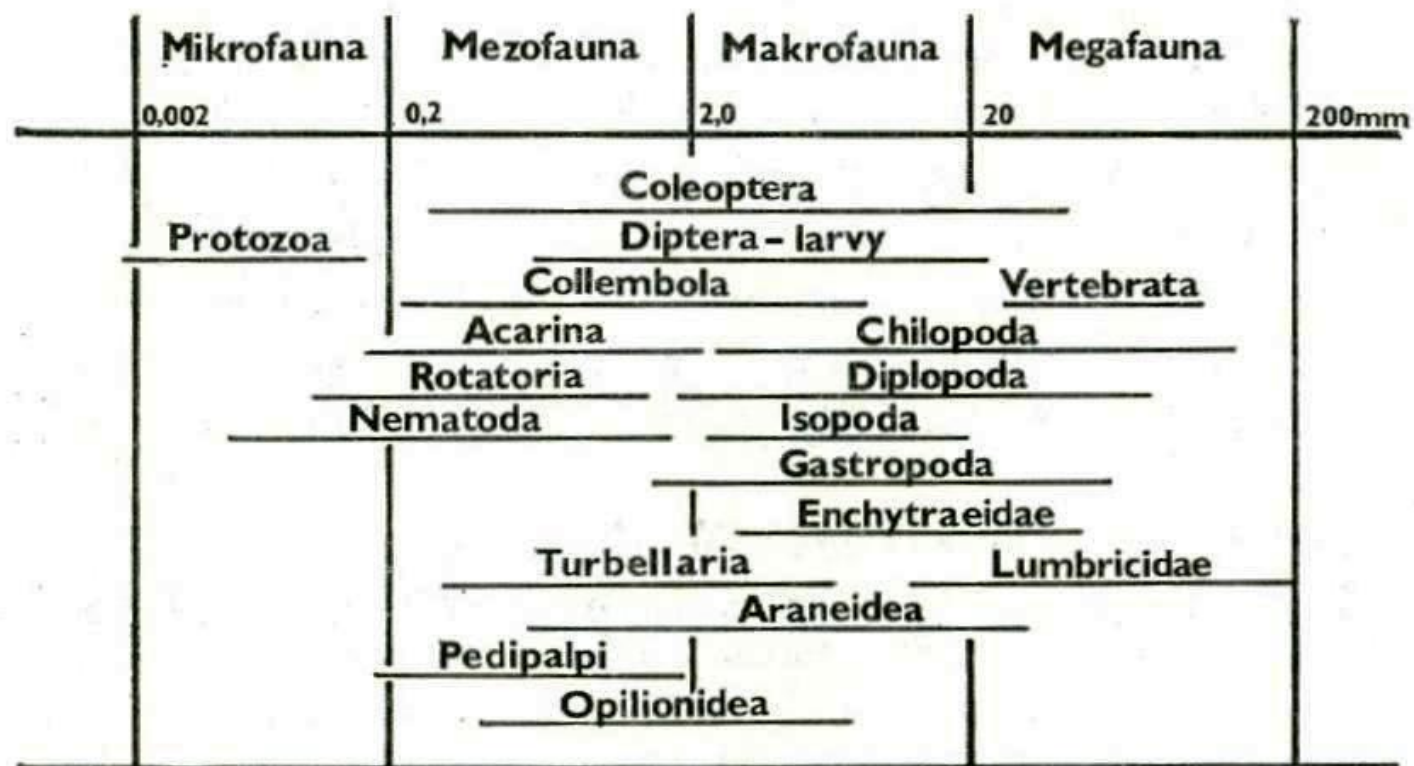 Mikrofauna Mezofauna Makrofauna Megafauna
0,002 0,2 2,0 20 200mm
Coleoptera
Protozoa Diptera - larvy
Collembola Vertebrata
Acarina Chilopoda
Rotatoria Diplopoda
Nematoda Isopoda
Gastropoda
Enchytraeidae
Turbellaria Lumbricidae
Araneidea
Pedipalpi
Opilionidea